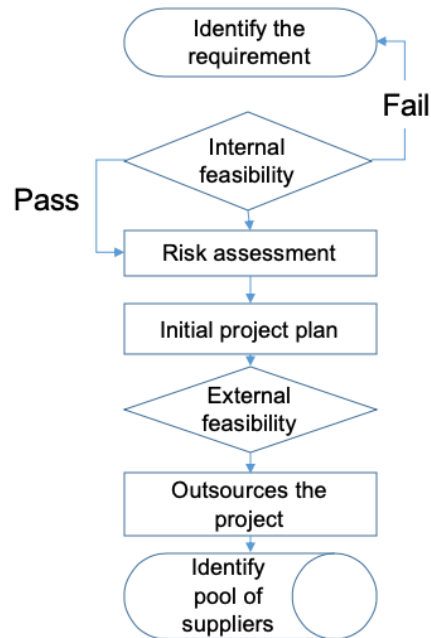 Identify the
requirement
Fail
Internal
feasibility
Pass
Risk assessment
Initial project plan
External
feasibility
Outsources the
project
Identify
pool of
suppliers